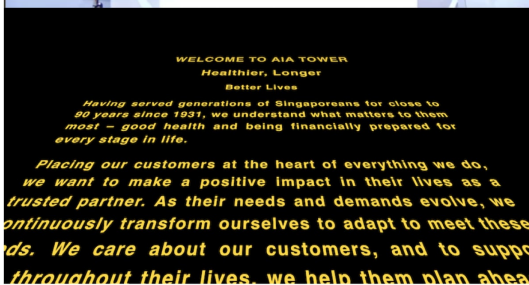 WELCOME TO AIA TOWER
Healthier, Longer
Better Lives
Having served generations of Singaporeans for close to
90 years since 1931, we understand what matters to them
most – good health and being financially prepared for
every stage in life.
Placing our customers at the heart of everything we do,
we want to make a positive impact in their lives as a
trusted partner. As their needs and demands evolve, we
continuously transform ourselves to adapt to meet these
We care about our customers, and to
throughout their lives, we help them plan